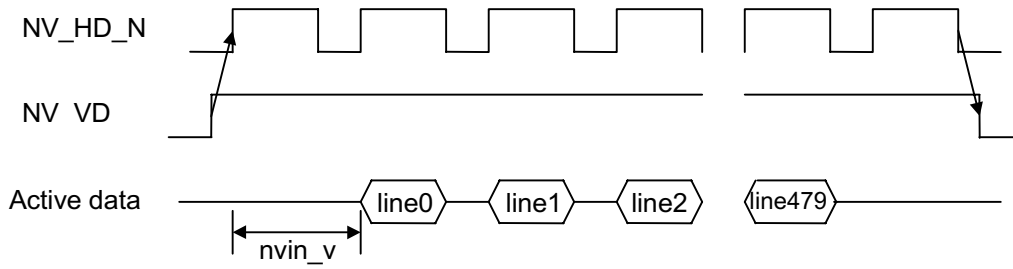 NV_HD_N
NV VD
Active data
line0
line1
line2
line479
nvin_v